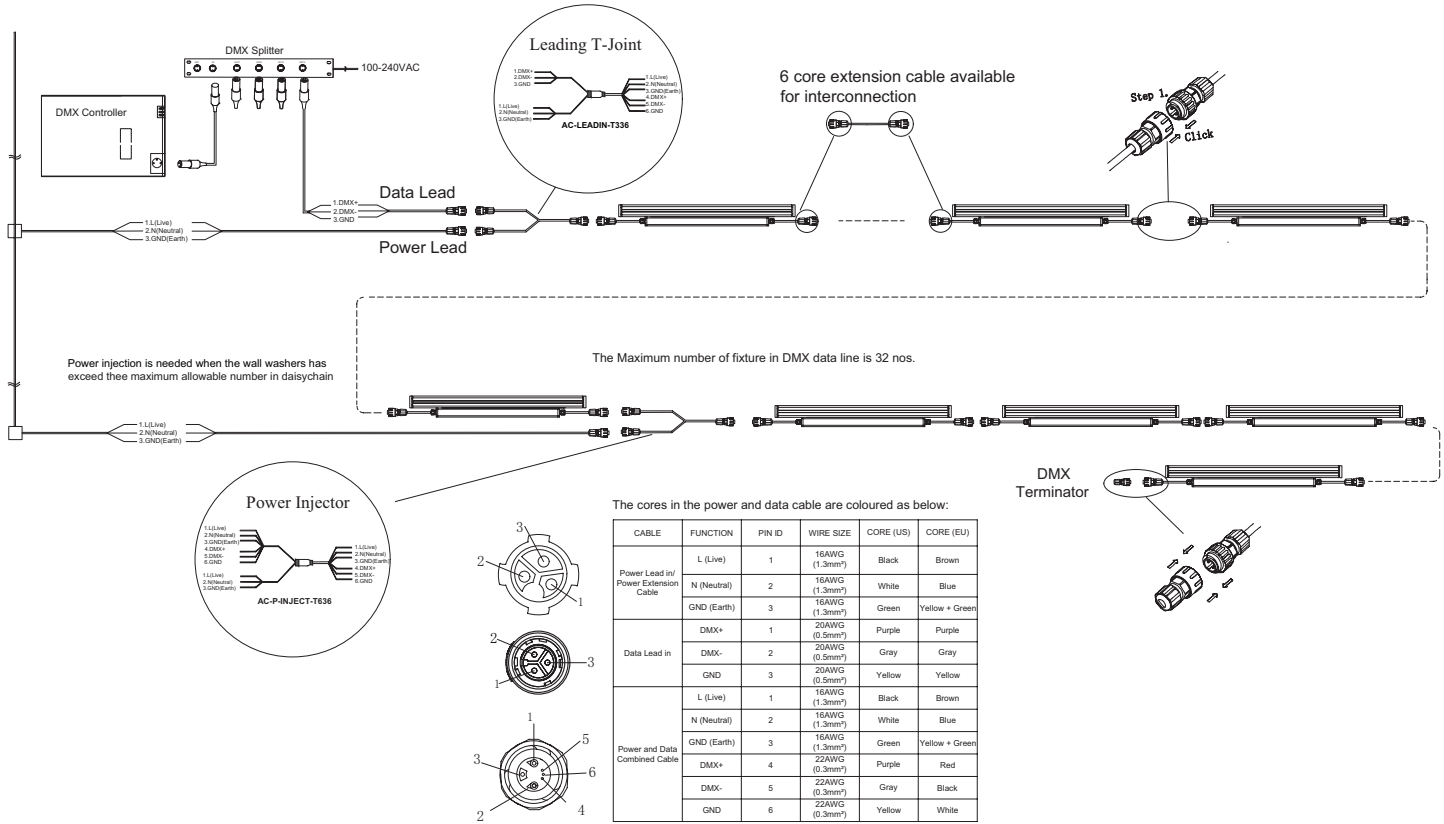 DMX Splitter
100-240VAC
DMX Controller
Leading T-Joint
1.DMX+
2.DMX-
3.GND
1.L(Live)
2.N(Neutral)
3.GND(Earth)
1.L(Live)
2.N(Neutral)
3.GND(Earth)
4.DMX+
5.DMX-
6.GND
AC-LEADIN-T336
6 core extension cable available
for interconnection
Step 1.
Click
1.DMX+
2.DMX-
3.GND
Data Lead
1.L(Live)
2.N(Neutral)
3.GND(Earth)
Power Lead
Power injection is needed when the wall washers has
exceed thee maximum allowable number in daisychain
The Maximum number of fixture in DMX data line is 32 nos.
1.L(Live)
2.N(Neutral)
3.GND(Earth)
DMX
Terminator
Power Injector
1.L(Live)
2.N(Neutral)
3.GND(Earth)
4.DMX+
5.DMX-
6.GND
1.L(Live)
2.N(Neutral)
3.GND(Earth)
1.L(Live)
2.N(Neutral)
3.GND(Earth)
4.DMX+
5.DMX-
6.GND
AC-P-INJECT-T636
3
2
1
2
3
1
1
5
3
6
2
4
The cores in the power and data cable are coloured as below:
CABLE FUNCTION PIN ID WIRE SIZE CORE (US) CORE (EU)
Power Lead in/
Power Extension
Cable
L (Live) 1 16AWG (1.3mm²) Black Brown
N (Neutral) 2 16AWG (1.3mm²) White Blue
GND (Earth) 3 16AWG (1.3mm²) Green Yellow + Green
Data Lead in
DMX+ 1 20AWG (0.5mm²) Purple Purple
DMX- 2 20AWG (0.5mm²) Gray Gray
GND 3 20AWG (0.5mm²) Yellow Yellow
Power and Data
Combined Cable
L (Live) 1 16AWG (1.3mm²) Black Brown
N (Neutral) 2 16AWG (1.3mm²) White Blue
GND (Earth) 3 16AWG (1.3mm²) Green Yellow + Green
DMX+ 4 22AWG (0.3mm²) Purple Red
DMX- 5 22AWG (0.3mm²) Gray Black
GND 6 22AWG (0.3mm²) Yellow White